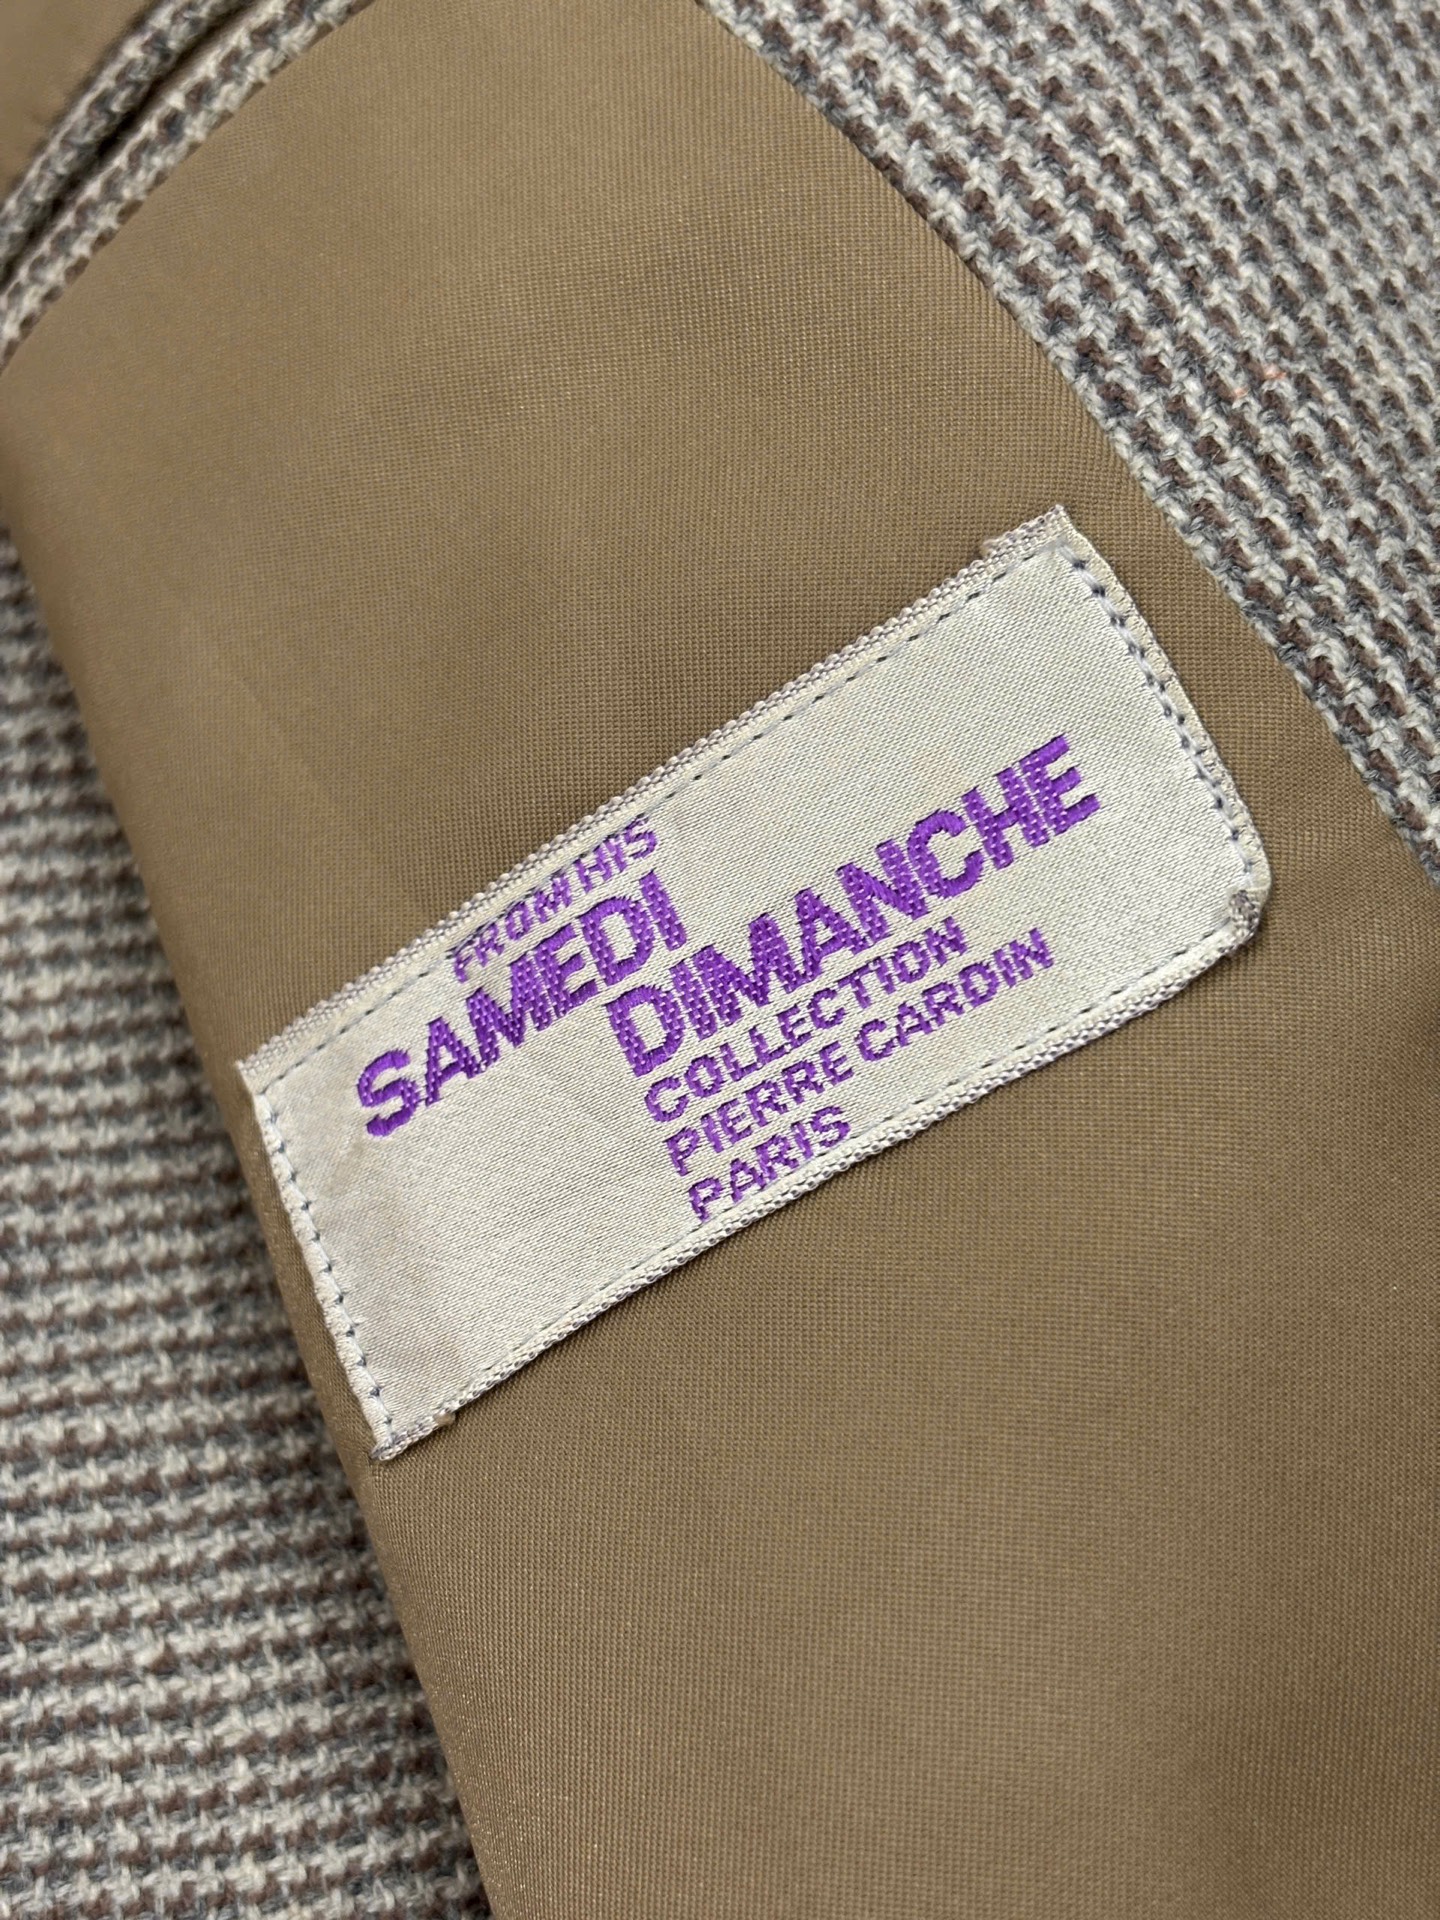 FROM HIS
SAMEDI
DIMANCHE
COLLECTION
PIERRE CARDIN
PARIS